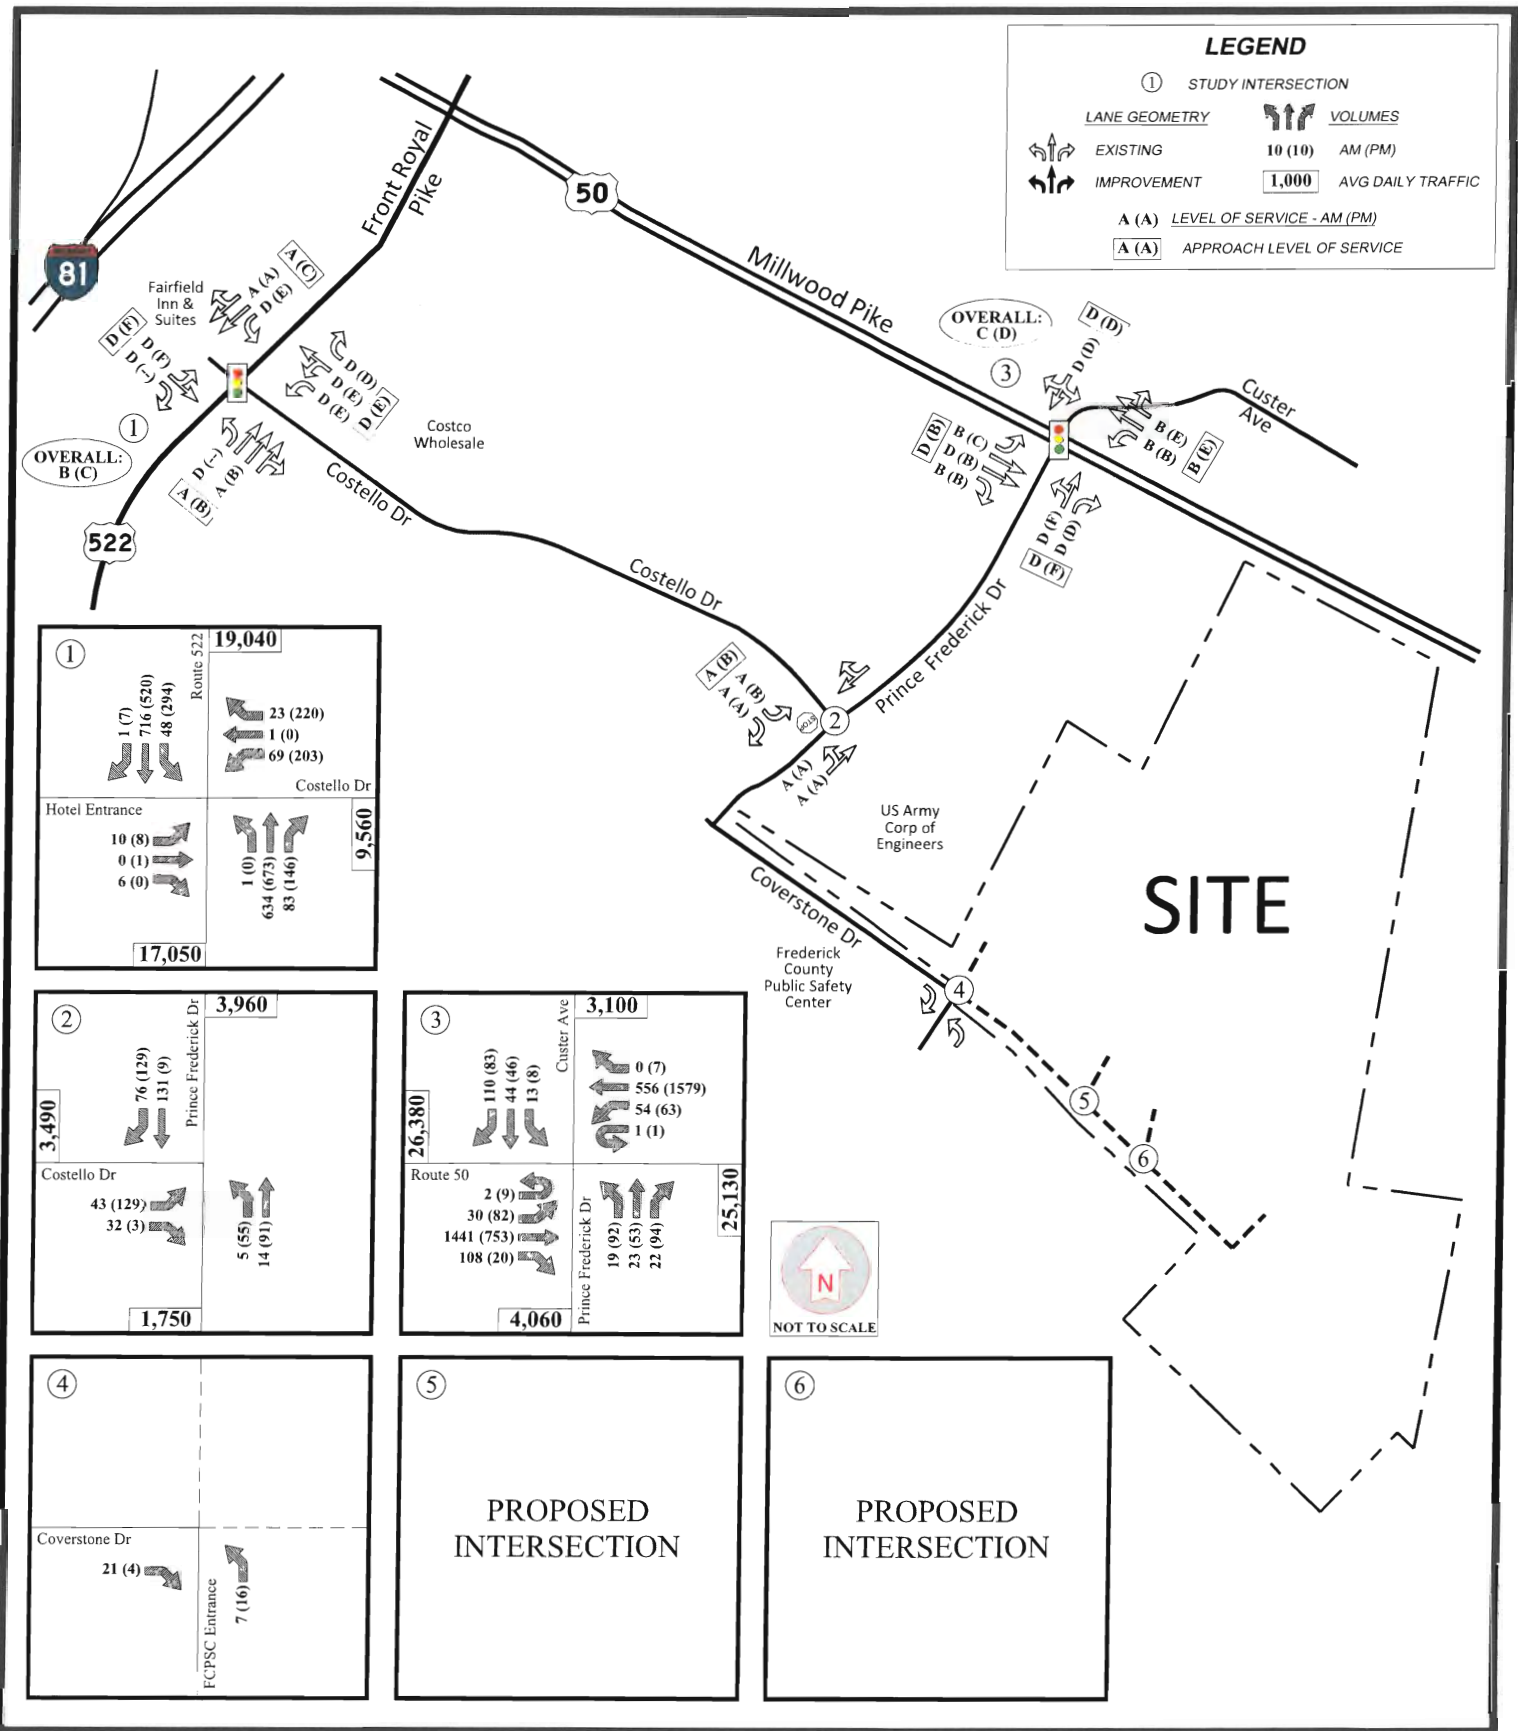 LEGEND
1 STUDY INTERSECTION
LANE GEOMETRY VOLUMES
EXISTING 10 (10) AM (PM)
IMPROVEMENT 1,000 AVG DAILY TRAFFIC
A (A) LEVEL OF SERVICE - AM (PM)
A (A) APPROACH LEVEL OF SERVICE
Front Royal
Pike
50
Millwood Pike
81
Fairfield
Inn &
Suites
A (C)
A (A)
D (E)
D (F)
D (F)
D (--)
D (D)
D (E)
D (E)
D (E)
1
OVERALL:
B (C)
D (--)
A (B)
A (B)
522
Costco
Wholesale
Costello Dr
Costello Dr
OVERALL:
C (D)
3
D (D)
D (D)
Custer
Ave
D (B)
B (C)
D (B)
B (B)
B (E)
B (B)
B (E)
D (F)
D (D)
D (F)
Prince Frederick Dr
A (B)
A (B)
A (A)
STOP
2
A (A)
A (A)
US Army
Corp of
Engineers
SITE
Coverstone Dr
Frederick
County
Public Safety
Center
4
5
6
1
Route 522
19,040
1 (7)
716 (520)
48 (294)
23 (220)
1 (0)
69 (203)
Costello Dr
Hotel Entrance
10 (8)
0 (1)
6 (0)
1 (0)
634 (673)
83 (146)
9,560
17,050
2
Prince Frederick Dr
3,960
76 (129)
131 (9)
3,490
Costello Dr
43 (129)
32 (3)
5 (55)
14 (91)
1,750
3
Custer Ave
3,100
110 (83)
44 (46)
13 (8)
0 (7)
556 (1579)
54 (63)
1 (1)
26,380
Route 50
2 (9)
30 (82)
1441 (753)
108 (20)
Prince Frederick Dr
19 (92)
23 (53)
22 (94)
25,130
4,060
N
NOT TO SCALE
4
Coverstone Dr
21 (4)
FCPSC Entrance
7 (16)
5
PROPOSED
INTERSECTION
6
PROPOSED
INTERSECTION